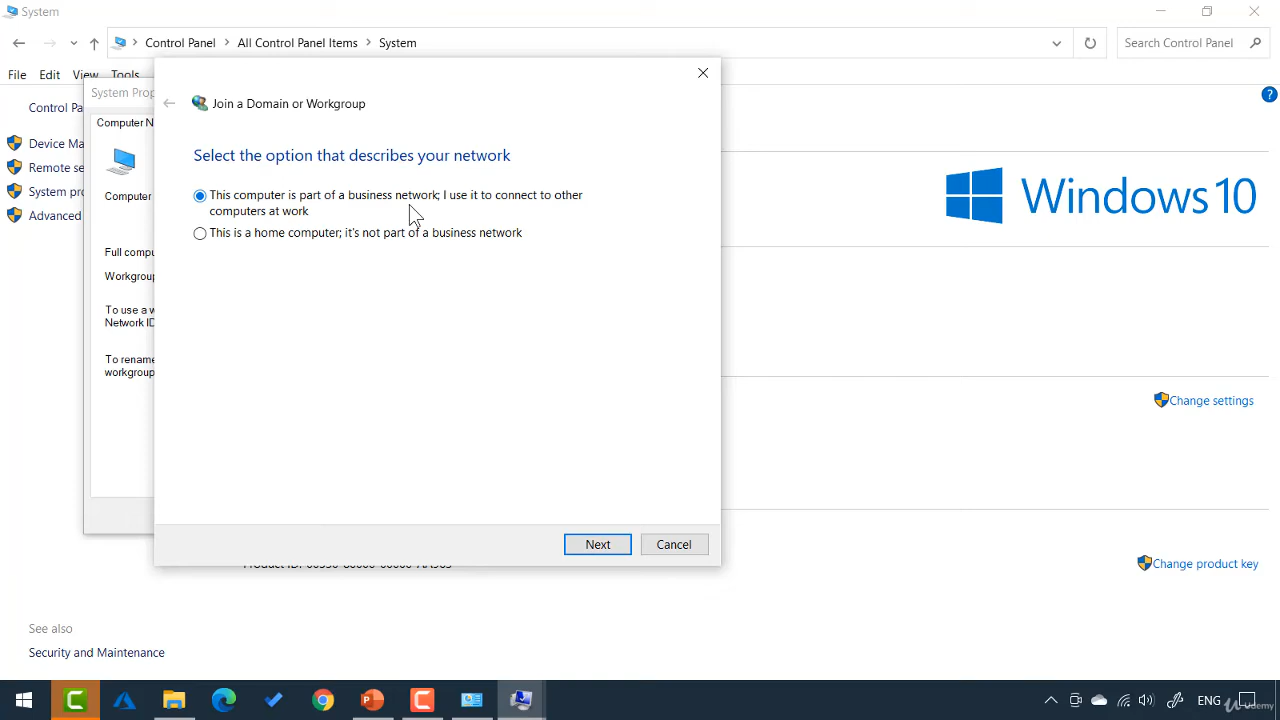 System
Control Panel
All Control Panel Items
System
Search Control Panel
File
Edit
View
Tools
System Prop
Join a Domain or Workgroup
Control Pa
Computer N
Select the option that describes your network
Device Ma
Remote se
System pro
Advanced
Computer
This computer is part of a business network; I use it to connect to other
computers at work
This is a home computer; it's not part of a business network
Windows 10
Full compu
Workgroup
To use a w
Network ID
To rename
workgroup
Change settings
Next
Cancel
Change product key
See also
Security and Maintenance
ENG
Udemy